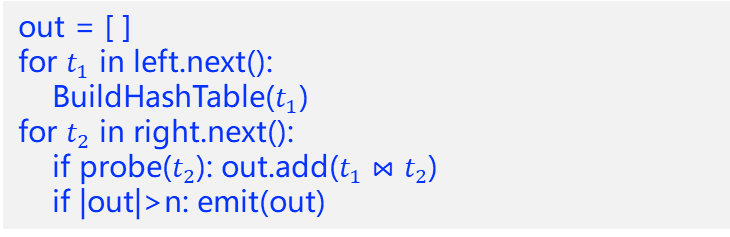 out = [ ]
for t₁ in left.next():
    BuildHashTable(t₁)
for t₂ in right.next():
    if probe(t₂): out.add(t₁ ⋈ t₂)
    if |out|>n: emit(out)